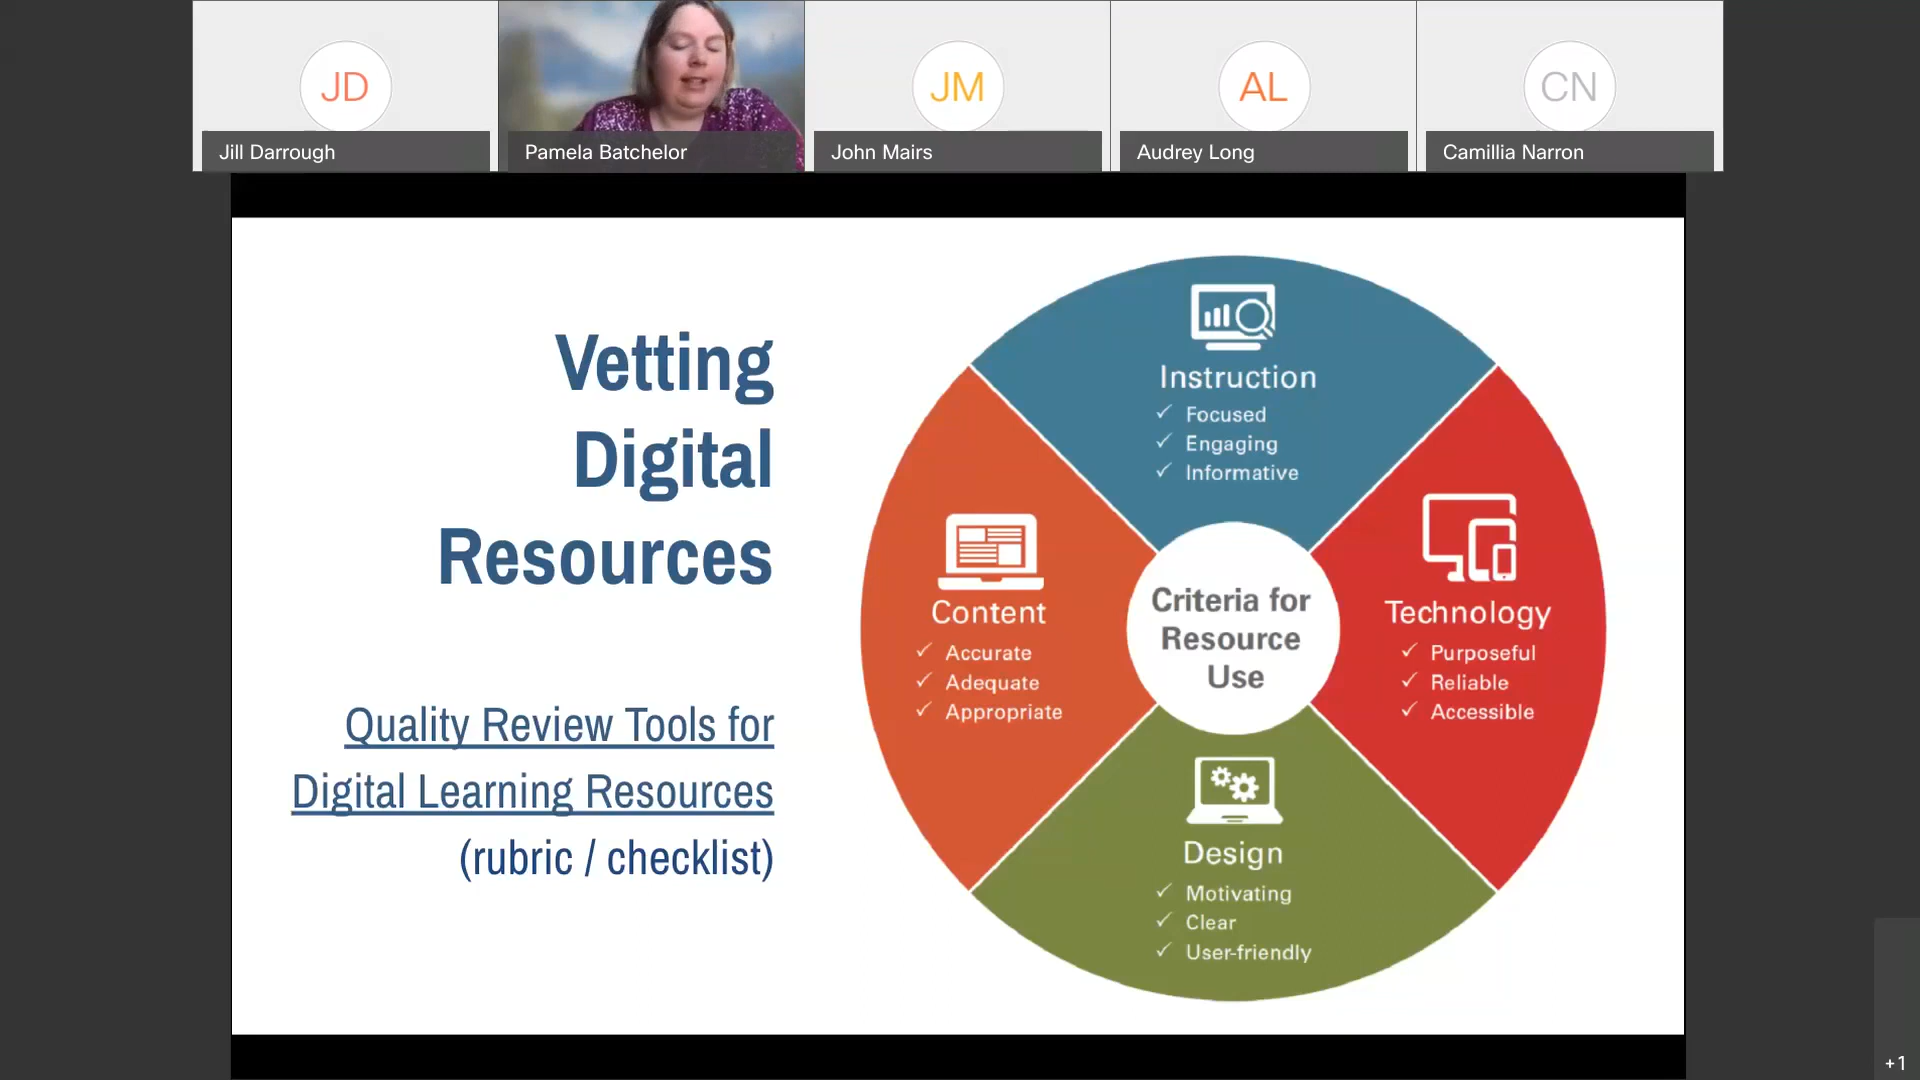 JD
Jill Darrough
Pamela Batchelor
JM
John Mairs
AL
Audrey Long
CN
Camillia Narron
Vetting
Digital
Resources
Quality Review Tools for
Digital Learning Resources
(rubric / checklist)
Instruction
✓ Focused
✓ Engaging
✓ Informative
Content
✓ Accurate
✓ Adequate
✓ Appropriate
Criteria for
Resource
Use
Technology
✓ Purposeful
✓ Reliable
✓ Accessible
Design
✓ Motivating
✓ Clear
✓ User-friendly
+1